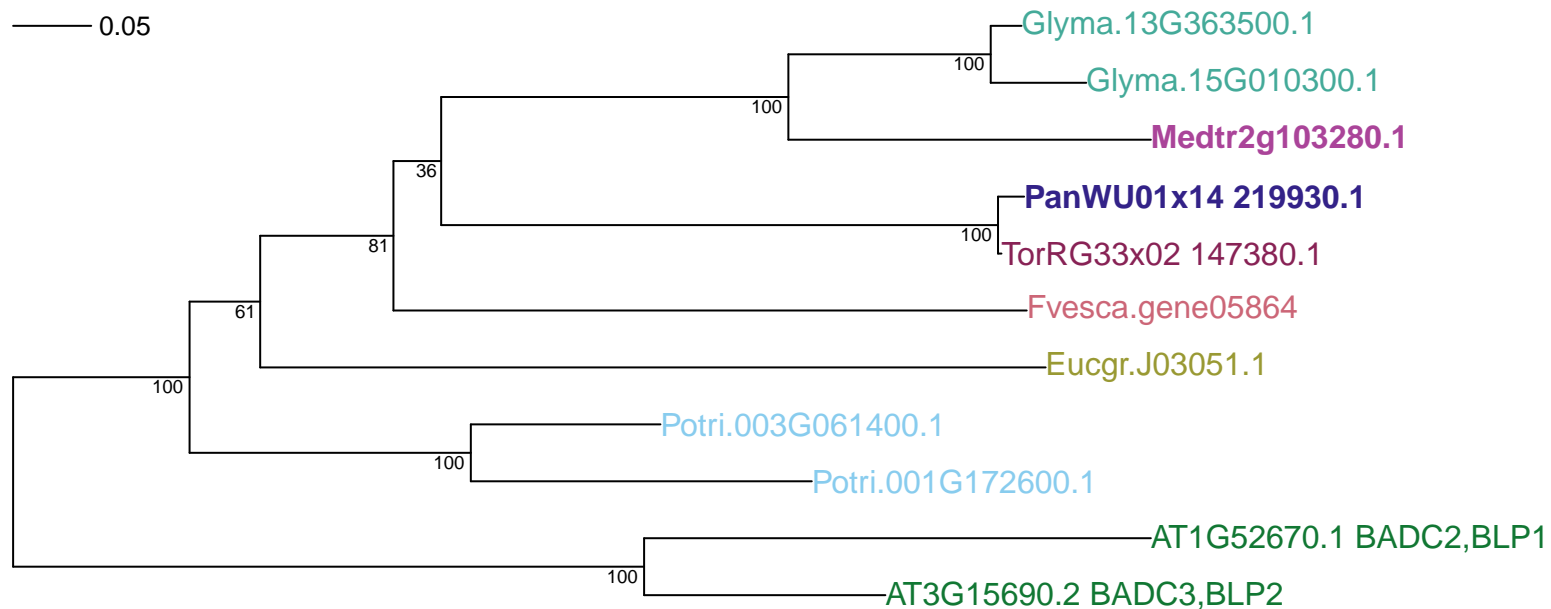 0.05
Glyma.13G363500.1
100
Glyma.15G010300.1
100
Medtr2g103280.1
36
PanWU01x14 219930.1
100
TorRG33x02 147380.1
81
Fvesca.gene05864
61
Eucgr.J03051.1
100
Potri.003G061400.1
100
Potri.001G172600.1
AT1G52670.1 BADC2,BLP1
100
AT3G15690.2 BADC3,BLP2